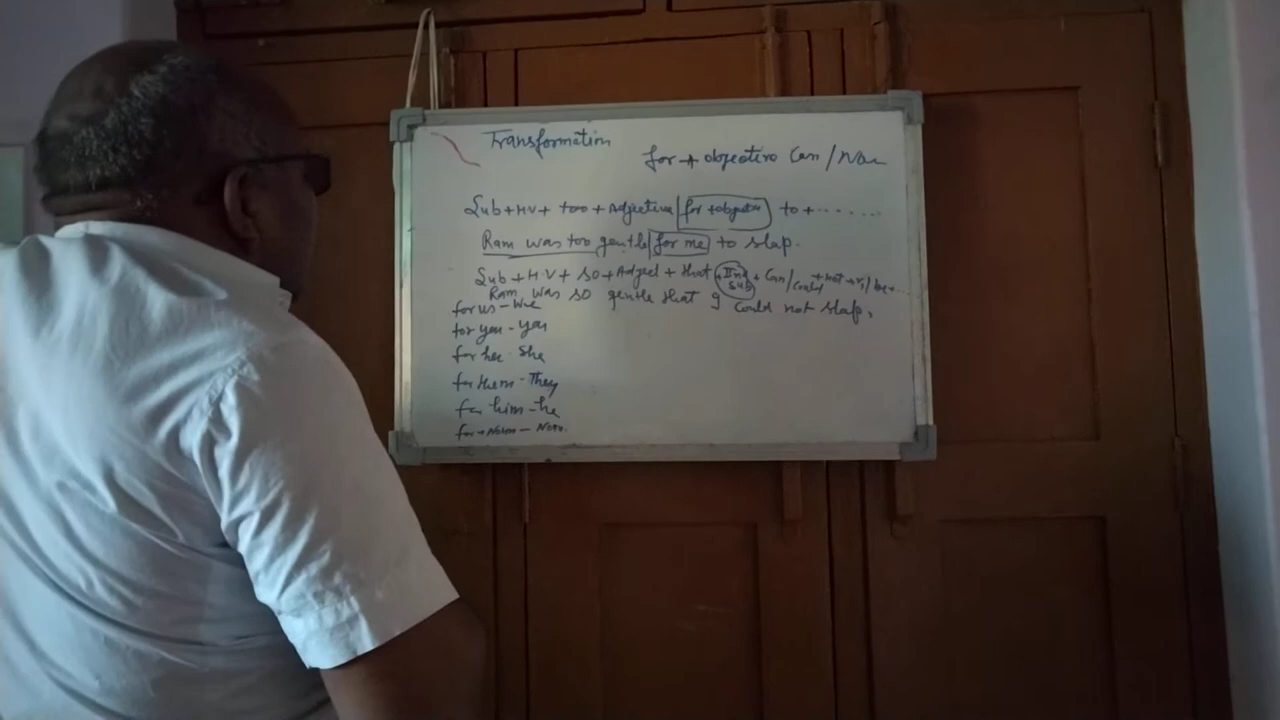 Transformation
for + objective Can / Now
Sub + HV + too + Adjective for + objective to + ......
Ram was too gentle for me to slap.
Sub + HV + so + Adject + that + IInd Sub + Can/could + not + v1/be...
Ram was so gentle that I could not slap,
for us - we
for you - you
for her - she
for them - They
for him - he
for + Noun - Noun.